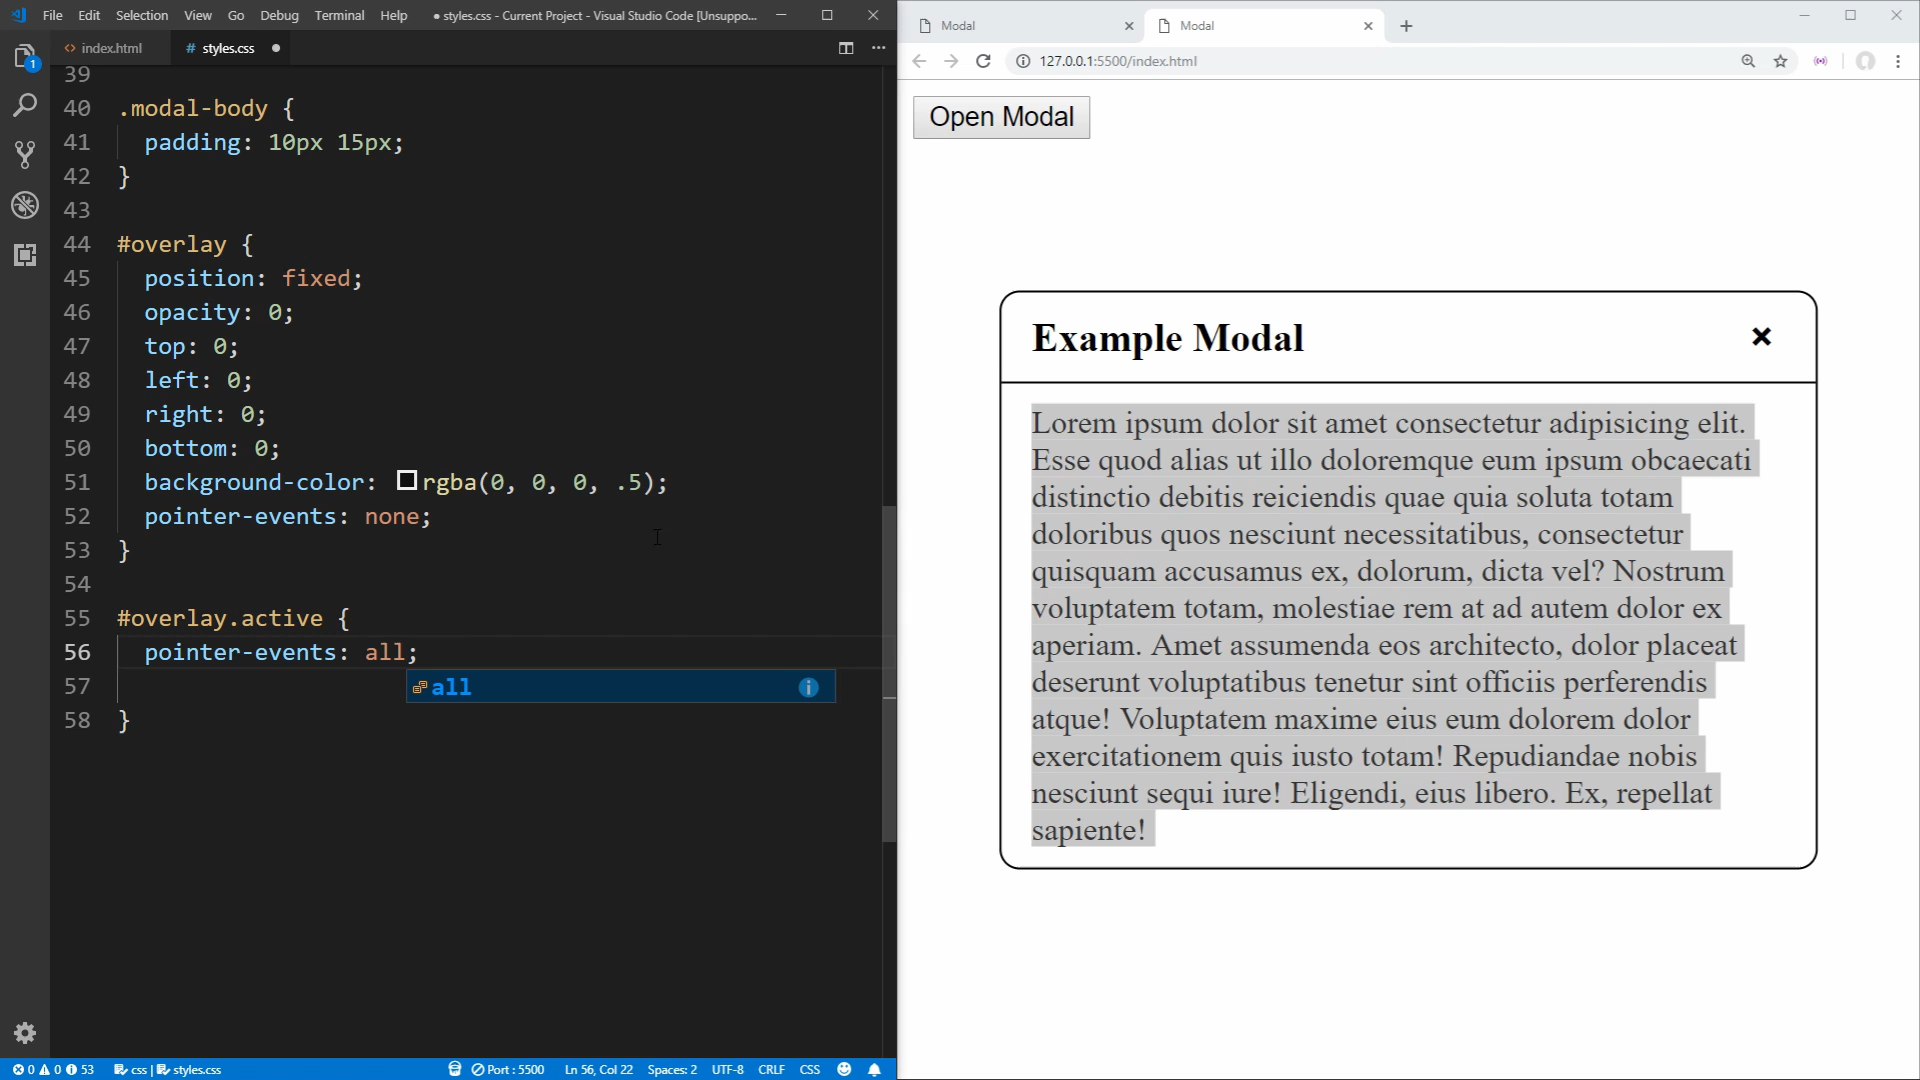 File Edit Selection View Go Debug Terminal Help ● styles.css - Current Project - Visual Studio Code [Unsuppo...
1
<> index.html # styles.css ●
39
40 .modal-body {
41 padding: 10px 15px;
42 }
43
44 #overlay {
45 position: fixed;
46 opacity: 0;
47 top: 0;
48 left: 0;
49 right: 0;
50 bottom: 0;
51 background-color: rgba(0, 0, 0, .5);
52 pointer-events: none;
53 }
54
55 #overlay.active {
56 pointer-events: all;
57 all
58 }
0 0 53 css | styles.css Port : 5500 Ln 56, Col 22 Spaces: 2 UTF-8 CRLF CSS
Modal Modal
127.0.0.1:5500/index.html
Open Modal
Example Modal ×
Lorem ipsum dolor sit amet consectetur adipisicing elit.
Esse quod alias ut illo doloremque eum ipsum obcaecati
distinctio debitis reiciendis quae quia soluta totam
doloribus quos nesciunt necessitatibus, consectetur
quisquam accusamus ex, dolorum, dicta vel? Nostrum
voluptatem totam, molestiae rem at ad autem dolor ex
aperiam. Amet assumenda eos architecto, dolor placeat
deserunt voluptatibus tenetur sint officiis perferendis
atque! Voluptatem maxime eius eum dolorem dolor
exercitationem quis iusto totam! Repudiandae nobis
nesciunt sequi iure! Eligendi, eius libero. Ex, repellat
sapiente!